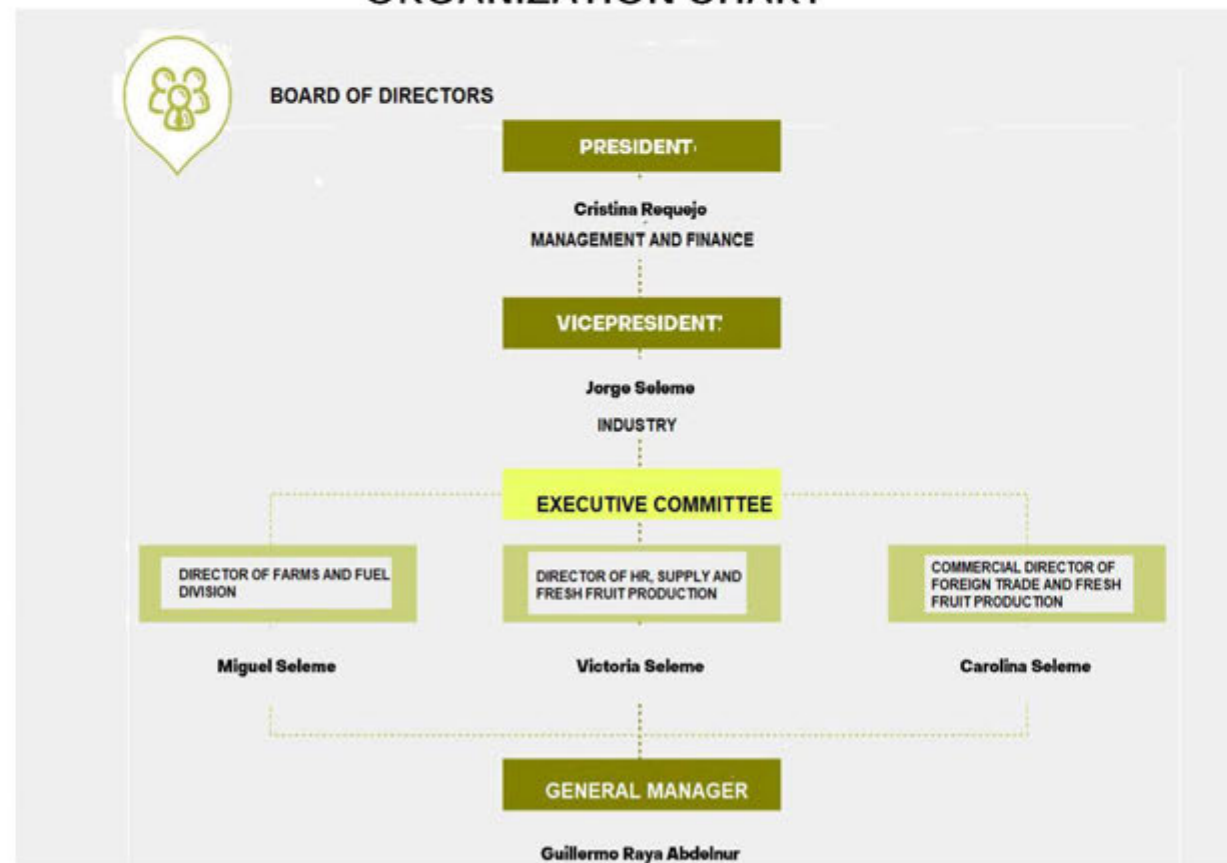 ORGANIZATION CHART
BOARD OF DIRECTORS
PRESIDENT
Cristina Requejo
MANAGEMENT AND FINANCE
VICEPRESIDENT
Jorge Seleme
INDUSTRY
EXECUTIVE COMMITTEE
DIRECTOR OF FARMS AND FUEL
DIVISION
DIRECTOR OF HR, SUPPLY AND
FRESH FRUIT PRODUCTION
COMMERCIAL DIRECTOR OF
FOREIGN TRADE AND FRESH
FRUIT PRODUCTION
Miguel Seleme
Victoria Seleme
Carolina Seleme
GENERAL MANAGER
Guillermo Raya Abdelnur